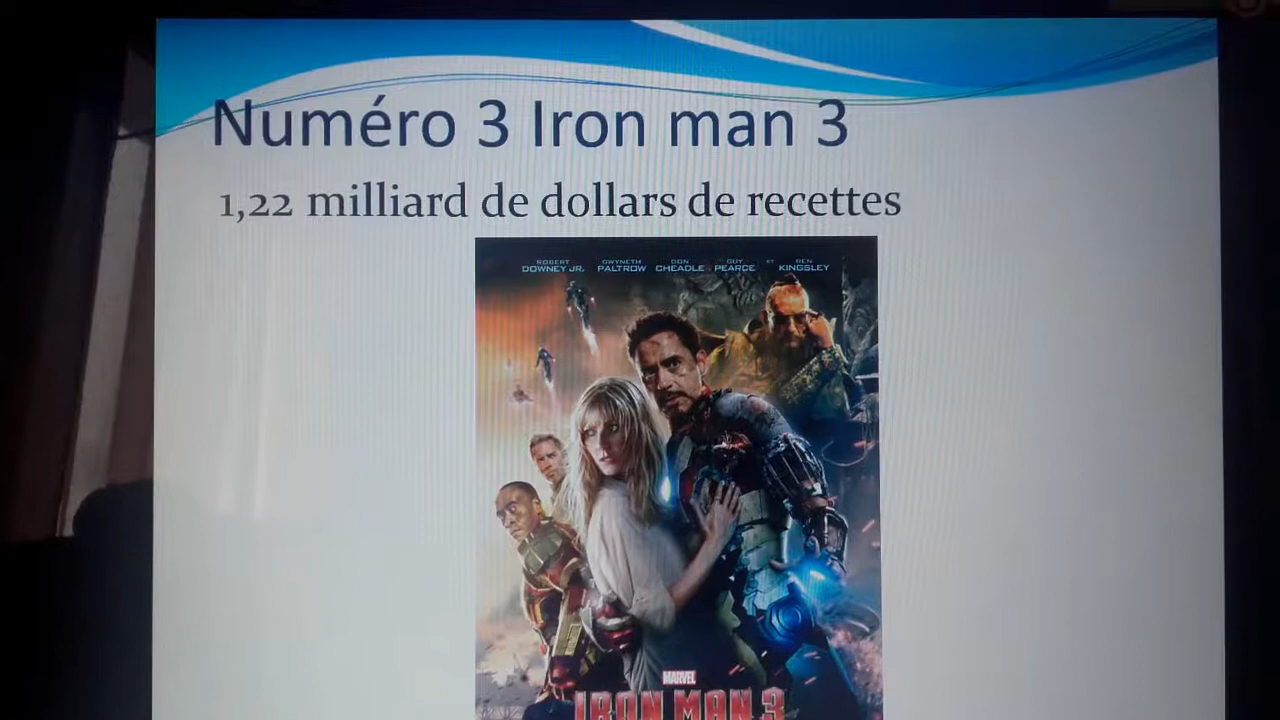 Numéro 3 Iron man 3
1,22 milliard de dollars de recettes
ROBERT DOWNEY JR. GWYNETH PALTROW DON CHEADLE GUY PEARCE ET BEN KINGSLEY
MARVEL
IRON MAN 3